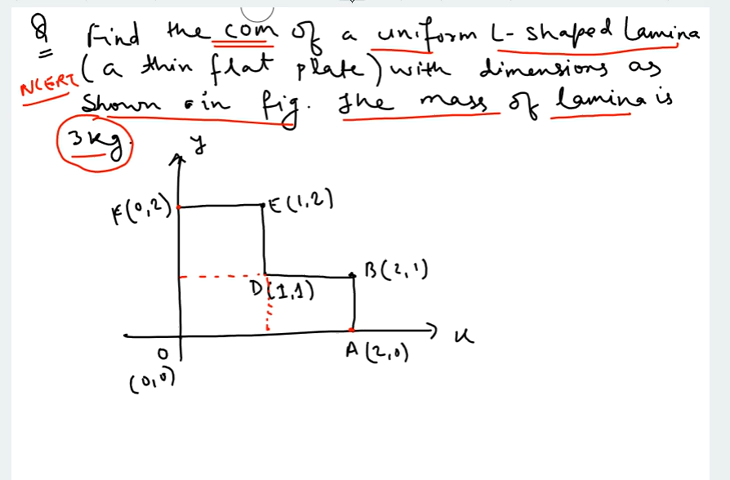 Q Find the com of a uniform L-shaped Lamina
NCERT (a thin flat plate) with dimensions as
shown in fig. The mass of lamina is
3kg.
y
F(0,2) E(1,2)
B(2,1)
D(1,1)
x
O A(2,0)
(0,0)